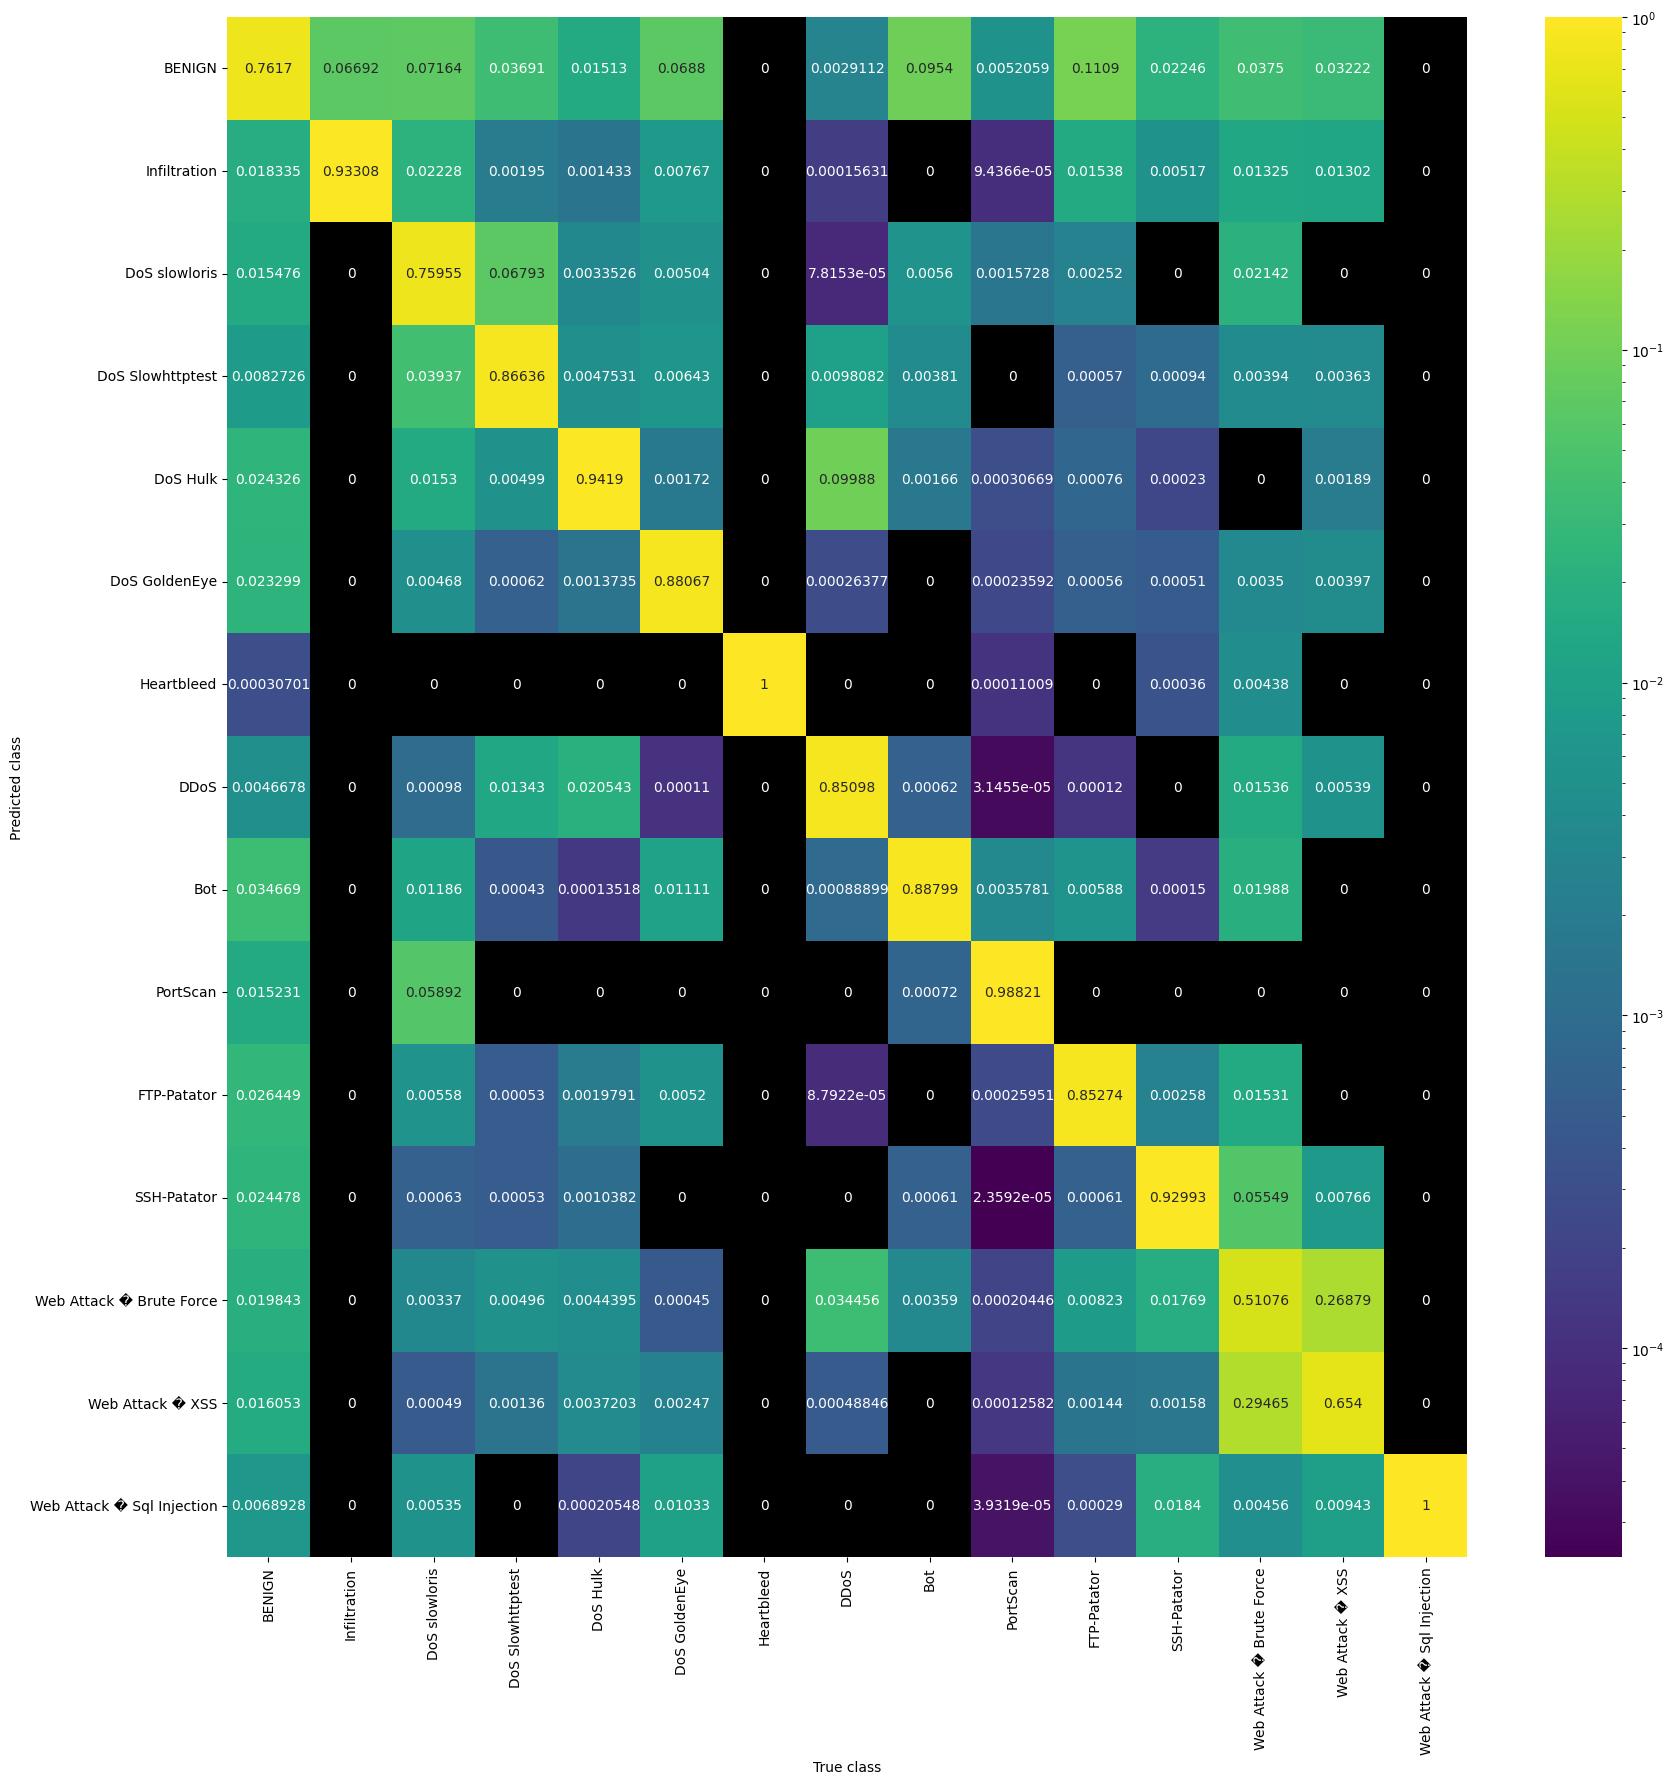 BENIGN 0.7617 0.06692 0.07164 0.03691 0.01513 0.0688 0 0.0029112 0.0954 0.0052059 0.1109 0.02246 0.0375 0.03222 0
Infiltration 0.018335 0.93308 0.02228 0.00195 0.001433 0.00767 0 0.00015631 0 9.4366e-05 0.01538 0.00517 0.01325 0.01302 0
DoS slowloris 0.015476 0 0.75955 0.06793 0.0033526 0.00504 0 7.8153e-05 0.0056 0.0015728 0.00252 0 0.02142 0 0
DoS Slowhttptest 0.0082726 0 0.03937 0.86636 0.0047531 0.00643 0 0.0098082 0.00381 0 0.00057 0.00094 0.00394 0.00363 0
DoS Hulk 0.024326 0 0.0153 0.00499 0.9419 0.00172 0 0.09988 0.00166 0.00030669 0.00076 0.00023 0 0.00189 0
DoS GoldenEye 0.023299 0 0.00468 0.00062 0.0013735 0.88067 0 0.00026377 0 0.00023592 0.00056 0.00051 0.0035 0.00397 0
Heartbleed 0.00030701 0 0 0 0 0 1 0 0 0.00011009 0 0.00036 0.00438 0 0
DDoS 0.0046678 0 0.00098 0.01343 0.020543 0.00011 0 0.85098 0.00062 3.1455e-05 0.00012 0 0.01536 0.00539 0
Bot 0.034669 0 0.01186 0.00043 0.00013518 0.01111 0 0.00088899 0.88799 0.0035781 0.00588 0.00015 0.01988 0 0
PortScan 0.015231 0 0.05892 0 0 0 0 0 0.00072 0.98821 0 0 0 0 0
FTP-Patator 0.026449 0 0.00558 0.00053 0.0019791 0.0052 0 8.7922e-05 0 0.00025951 0.85274 0.00258 0.01531 0 0
SSH-Patator 0.024478 0 0.00063 0.00053 0.0010382 0 0 0 0.00061 2.3592e-05 0.00061 0.92993 0.05549 0.00766 0
Web Attack � Brute Force 0.019843 0 0.00337 0.00496 0.0044395 0.00045 0 0.034456 0.00359 0.00020446 0.00823 0.01769 0.51076 0.26879 0
Web Attack � XSS 0.016053 0 0.00049 0.00136 0.0037203 0.00247 0 0.00048846 0 0.00012582 0.00144 0.00158 0.29465 0.654 0
Web Attack � Sql Injection 0.0068928 0 0.00535 0 0.00020548 0.01033 0 0 0 3.9319e-05 0.00029 0.0184 0.00456 0.00943 1
Predicted class
BENIGN
Infiltration
DoS slowloris
DoS Slowhttptest
DoS Hulk
DoS GoldenEye
Heartbleed
DDoS
Bot
PortScan
FTP-Patator
SSH-Patator
Web Attack � Brute Force
Web Attack � XSS
Web Attack � Sql Injection
True class
10⁰
10⁻¹
10⁻²
10⁻³
10⁻⁴